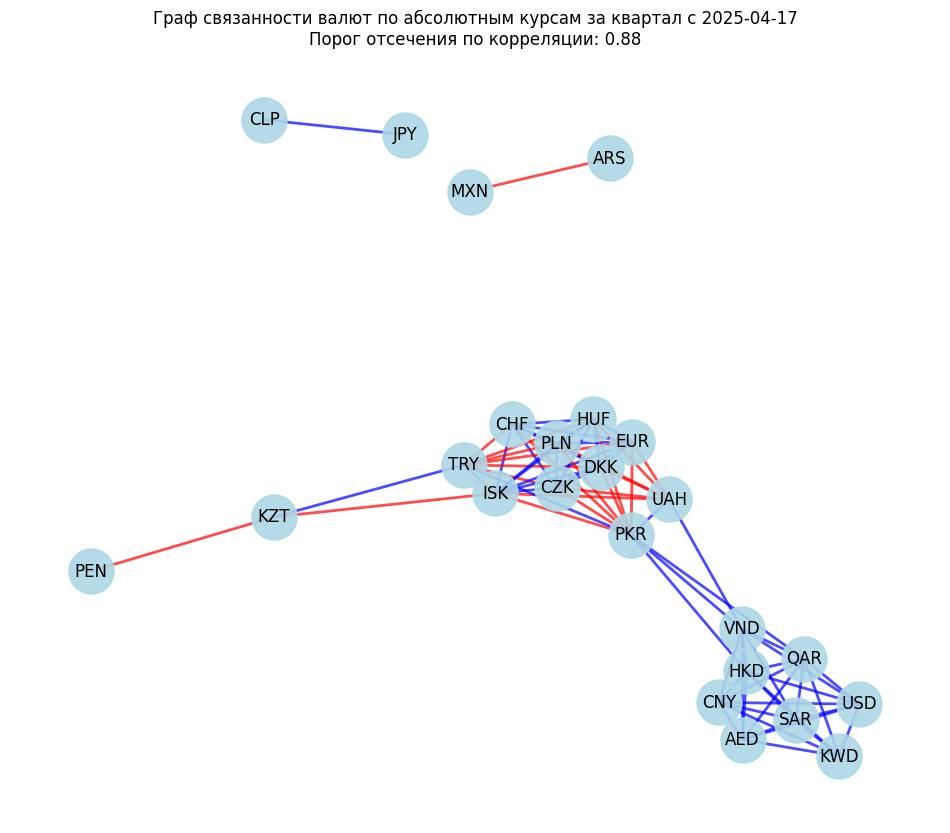 Граф связанности валют по абсолютным курсам за квартал с 2025-04-17
Порог отсечения по корреляции: 0.88
CLP
JPY
ARS
MXN
CHF
HUF
PLN
EUR
TRY
DKK
ISK
CZK
UAH
KZT
PKR
PEN
VND
HKD
QAR
CNY
USD
SAR
AED
KWD